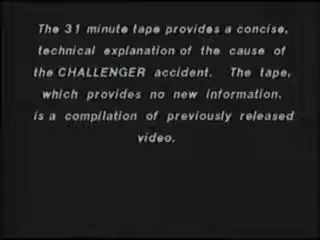 The 31 minute tape provides a concise,
technical explanation of the cause of
the CHALLENGER accident. The tape,
which provides no new information,
is a compilation of previously released
video.